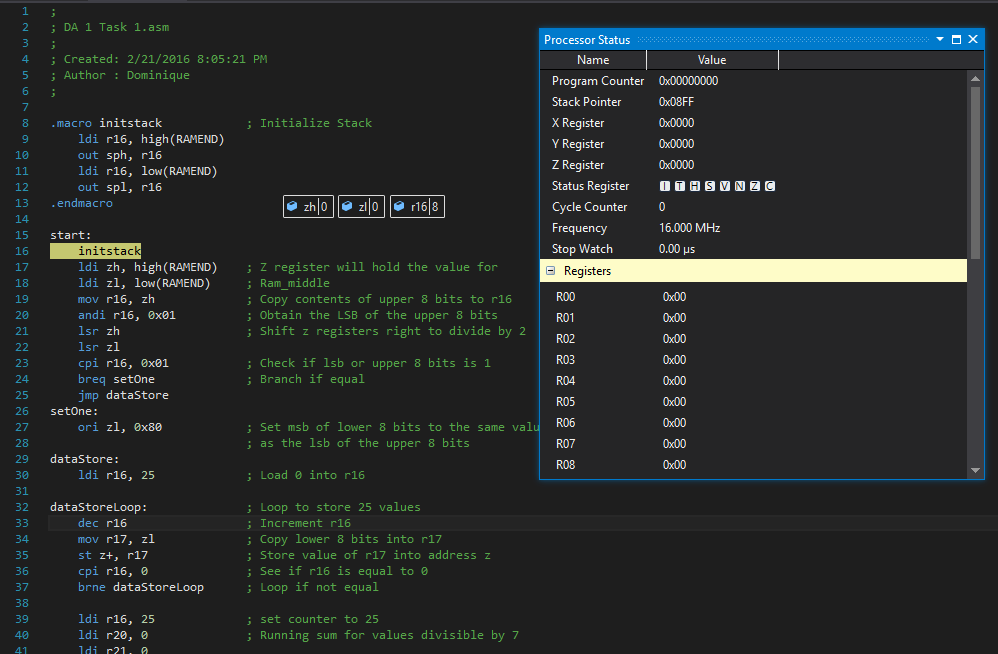 1 ;
2 ; DA 1 Task 1.asm
3 ;
4 ; Created: 2/21/2016 8:05:21 PM
5 ; Author : Dominique
6 ;
7
8 .macro initstack ; Initialize Stack
9 ldi r16, high(RAMEND)
10 out sph, r16
11 ldi r16, low(RAMEND)
12 out spl, r16
13 .endmacro
zh|0 zl|0 r16|8
14
15 start:
16 initstack
17 ldi zh, high(RAMEND) ; Z register will hold the value for
18 ldi zl, low(RAMEND) ; Ram_middle
19 mov r16, zh ; Copy contents of upper 8 bits to r16
20 andi r16, 0x01 ; Obtain the LSB of the upper 8 bits
21 lsr zh ; Shift z registers right to divide by 2
22 lsr zl
23 cpi r16, 0x01 ; Check if lsb or upper 8 bits is 1
24 breq setOne ; Branch if equal
25 jmp dataStore
26 setOne:
27 ori zl, 0x80 ; Set msb of lower 8 bits to the same valu
28 ; as the lsb of the upper 8 bits
29 dataStore:
30 ldi r16, 25 ; Load 0 into r16
31
32 dataStoreLoop: ; Loop to store 25 values
33 dec r16 ; Increment r16
34 mov r17, zl ; Copy lower 8 bits into r17
35 st z+, r17 ; Store value of r17 into address z
36 cpi r16, 0 ; See if r16 is equal to 0
37 brne dataStoreLoop ; Loop if not equal
38
39 ldi r16, 25 ; set counter to 25
40 ldi r20, 0 ; Running sum for values divisible by 7
41 ldi r21, 0
Processor Status
Name Value
Program Counter 0x00000000
Stack Pointer 0x08FF
X Register 0x0000
Y Register 0x0000
Z Register 0x0000
Status Register I T H S V N Z C
Cycle Counter 0
Frequency 16.000 MHz
Stop Watch 0.00 µs
Registers
R00 0x00
R01 0x00
R02 0x00
R03 0x00
R04 0x00
R05 0x00
R06 0x00
R07 0x00
R08 0x00